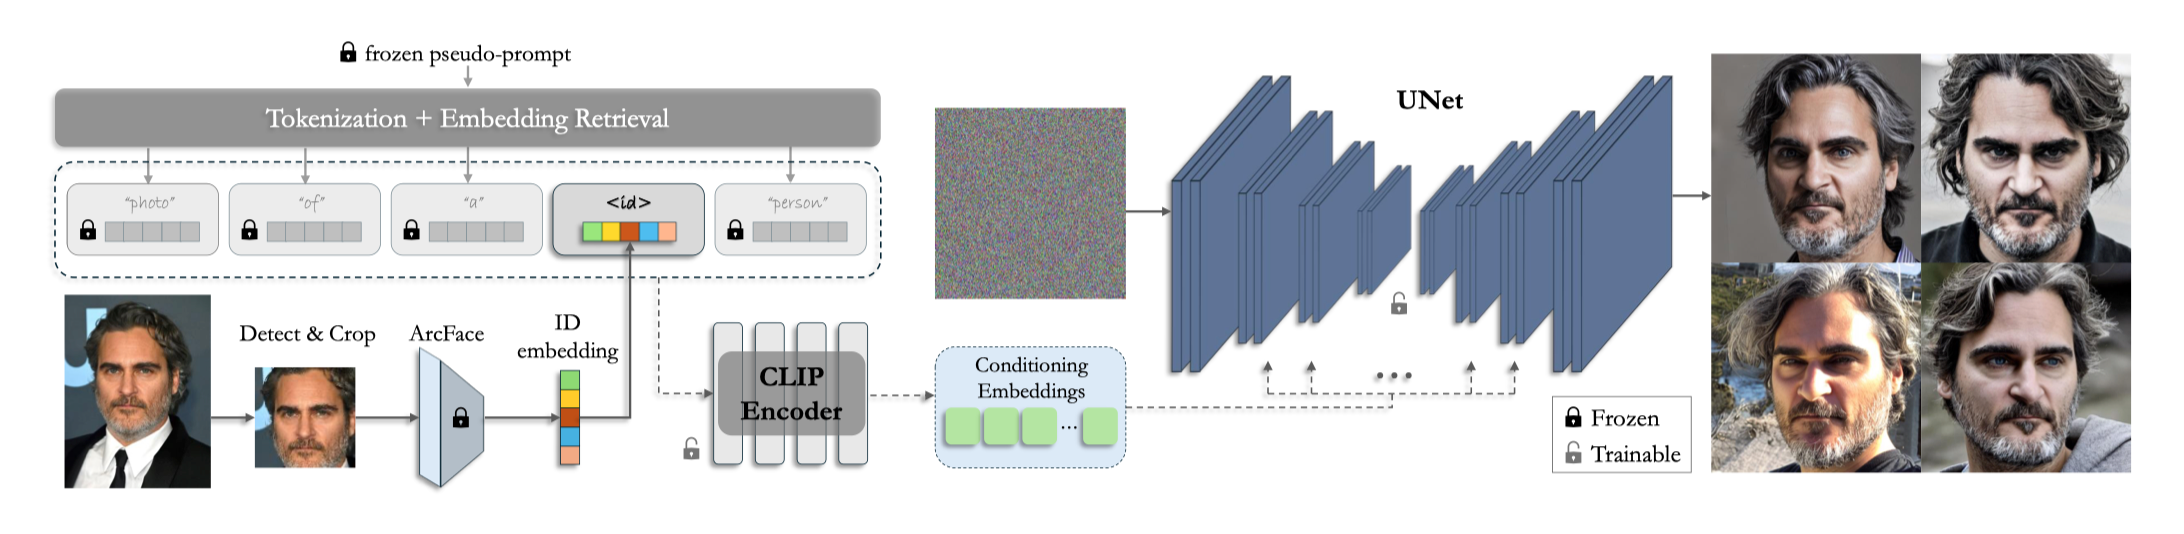 frozen pseudo-prompt
Tokenization + Embedding Retrieval
"photo"
"of"
"a"
<id>
"person"
Detect & Crop
ArcFace
ID
embedding
CLIP
Encoder
Conditioning
Embeddings
...
UNet
...
Frozen
Trainable